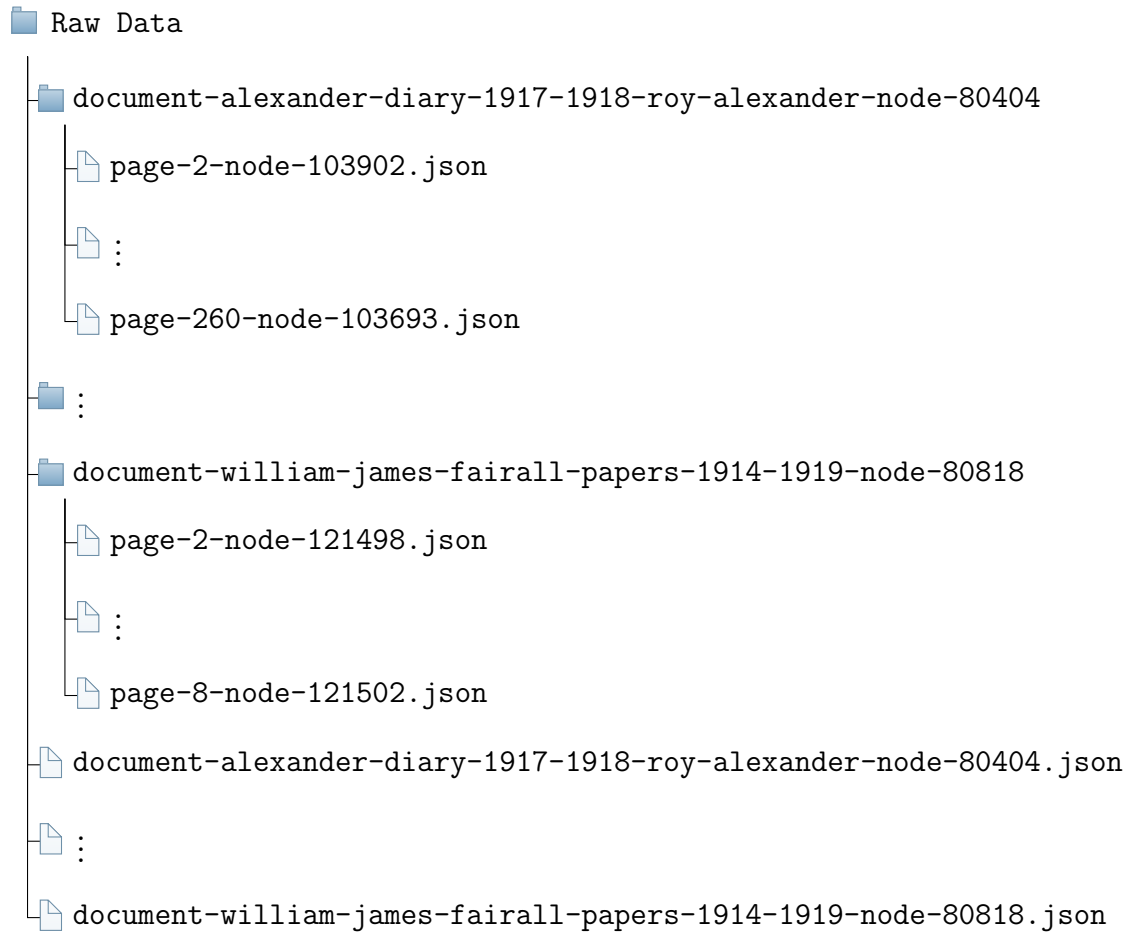 Raw Data
document-alexander-diary-1917-1918-roy-alexander-node-80404
page-2-node-103902.json
⋮
page-260-node-103693.json
⋮
document-william-james-fairall-papers-1914-1919-node-80818
page-2-node-121498.json
⋮
page-8-node-121502.json
document-alexander-diary-1917-1918-roy-alexander-node-80404.json
⋮
document-william-james-fairall-papers-1914-1919-node-80818.json